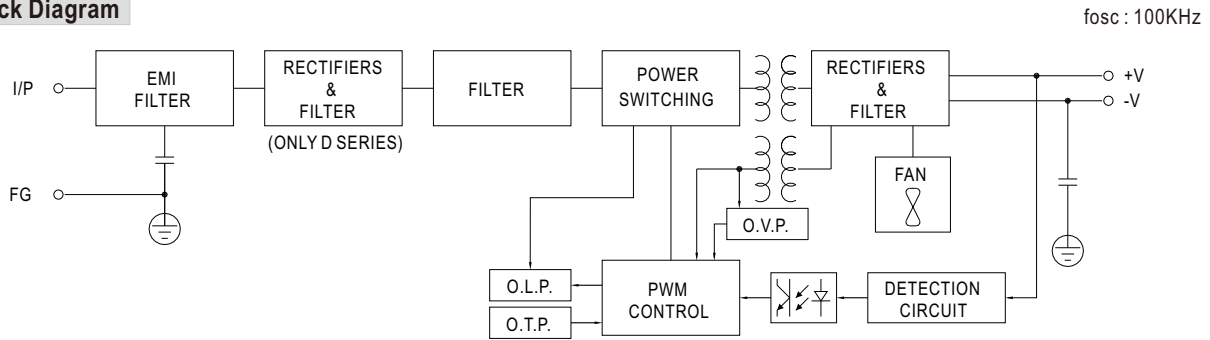 ck Diagram
fosc : 100KHz
I/P
EMI
FILTER
RECTIFIERS
&
FILTER
(ONLY D SERIES)
FILTER
POWER
SWITCHING
RECTIFIERS
&
FILTER
+V
-V
FG
FAN
O.V.P.
O.L.P.
O.T.P.
PWM
CONTROL
DETECTION
CIRCUIT